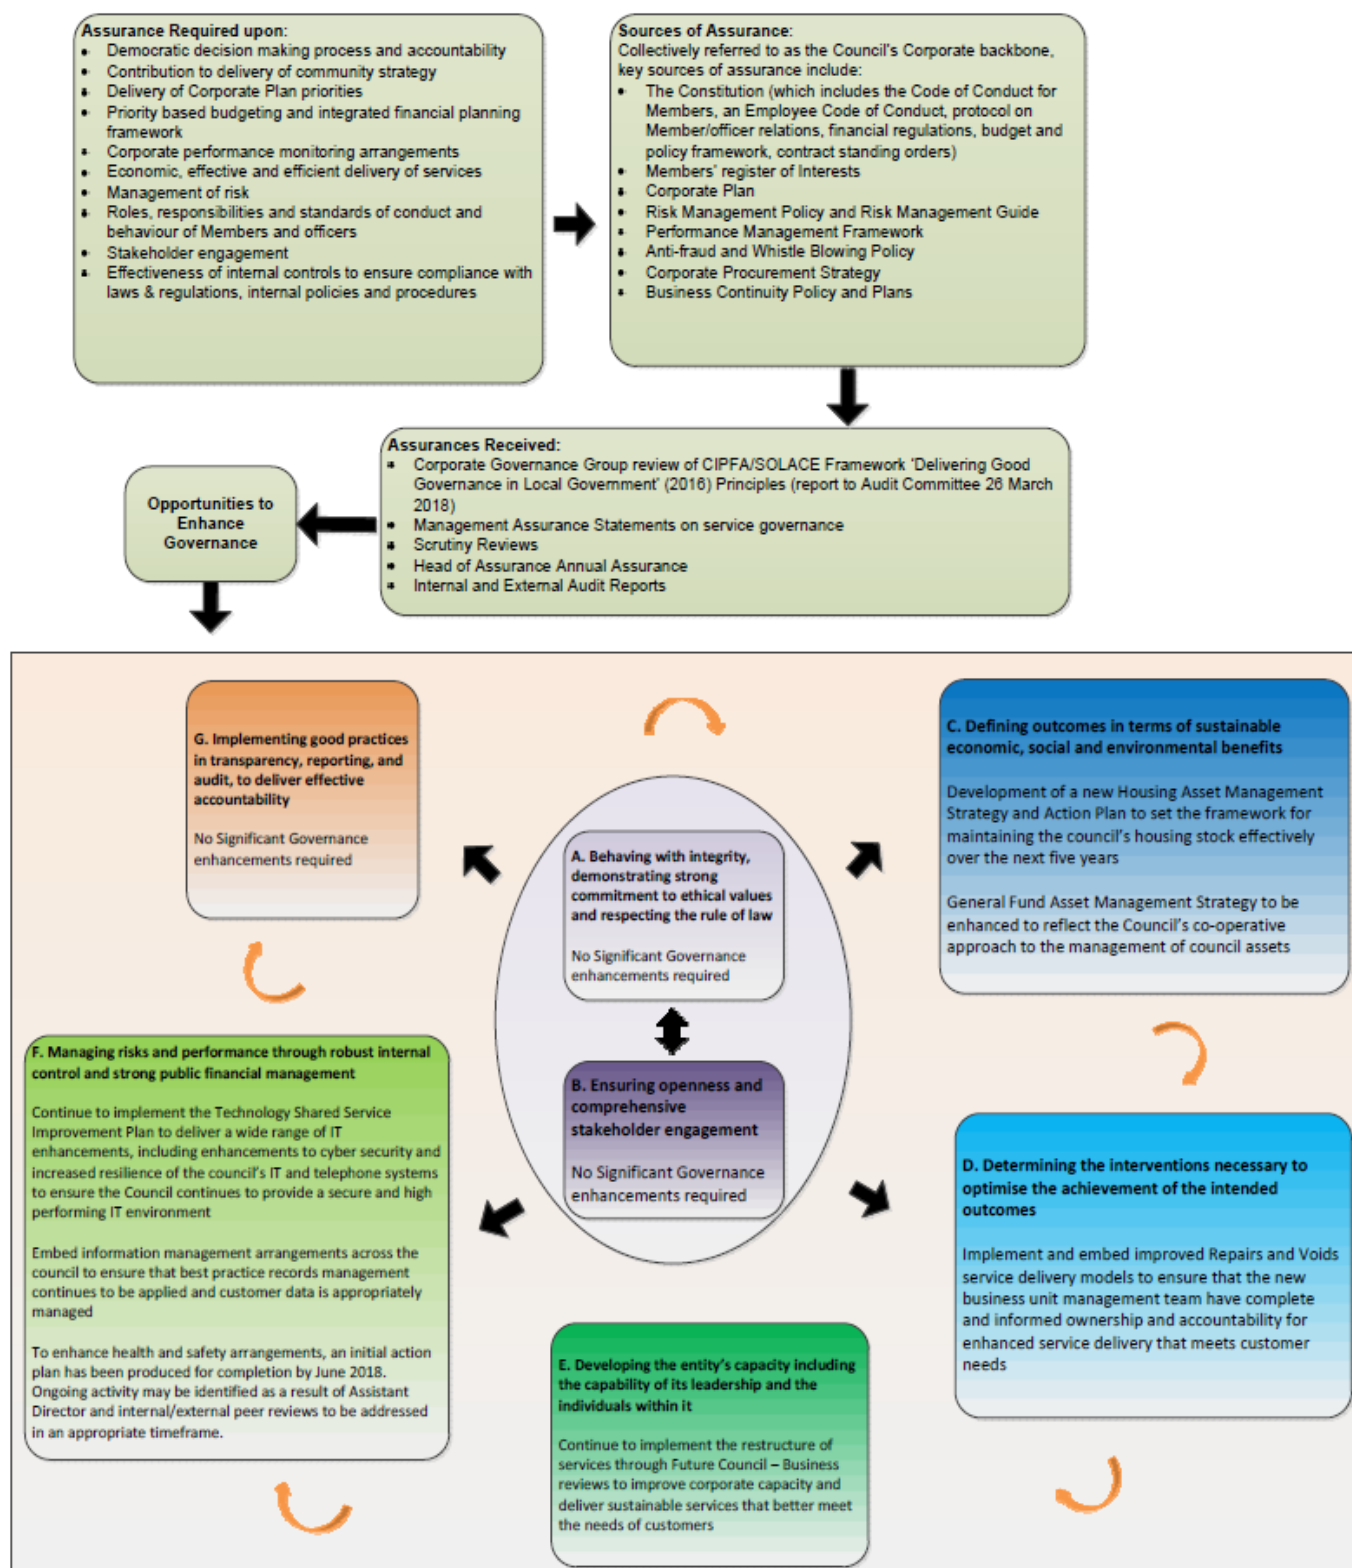 Assurance Required upon:
• Democratic decision making process and accountability
• Contribution to delivery of community strategy
• Delivery of Corporate Plan priorities
• Priority based budgeting and integrated financial planning
framework
• Corporate performance monitoring arrangements
• Economic, effective and efficient delivery of services
• Management of risk
• Roles, responsibilities and standards of conduct and
behaviour of Members and officers
• Stakeholder engagement
• Effectiveness of internal controls to ensure compliance with
laws & regulations, internal policies and procedures
Sources of Assurance:
Collectively referred to as the Council's Corporate backbone,
key sources of assurance include:
• The Constitution (which includes the Code of Conduct for
Members, an Employee Code of Conduct, protocol on
Member/officer relations, financial regulations, budget and
policy framework, contract standing orders)
• Members' register of Interests
• Corporate Plan
• Risk Management Policy and Risk Management Guide
• Performance Management Framework
• Anti-fraud and Whistle Blowing Policy
• Corporate Procurement Strategy
• Business Continuity Policy and Plans
Assurances Received:
• Corporate Governance Group review of CIPFA/SOLACE Framework 'Delivering Good
Governance in Local Government' (2016) Principles (report to Audit Committee 26 March
2018)
• Management Assurance Statements on service governance
• Scrutiny Reviews
• Head of Assurance Annual Assurance
• Internal and External Audit Reports
Opportunities to
Enhance
Governance
G. Implementing good practices
in transparency, reporting, and
audit, to deliver effective
accountability
No Significant Governance
enhancements required
A. Behaving with integrity,
demonstrating strong
commitment to ethical values
and respecting the rule of law
No Significant Governance
enhancements required
B. Ensuring openness and
comprehensive
stakeholder engagement
No Significant Governance
enhancements required
C. Defining outcomes in terms of sustainable
economic, social and environmental benefits
Development of a new Housing Asset Management
Strategy and Action Plan to set the framework for
maintaining the council's housing stock effectively
over the next five years
General Fund Asset Management Strategy to be
enhanced to reflect the Council's co-operative
approach to the management of council assets
F. Managing risks and performance through robust internal
control and strong public financial management
Continue to implement the Technology Shared Service
Improvement Plan to deliver a wide range of IT
enhancements, including enhancements to cyber security and
increased resilience of the council's IT and telephone systems
to ensure the Council continues to provide a secure and high
performing IT environment
Embed information management arrangements across the
council to ensure that best practice records management
continues to be applied and customer data is appropriately
managed
To enhance health and safety arrangements, an initial action
plan has been produced for completion by June 2018.
Ongoing activity may be identified as a result of Assistant
Director and internal/external peer reviews to be addressed
in an appropriate timeframe.
D. Determining the interventions necessary to
optimise the achievement of the intended
outcomes
Implement and embed improved Repairs and Voids
service delivery models to ensure that the new
business unit management team have complete
and informed ownership and accountability for
enhanced service delivery that meets customer
needs
E. Developing the entity's capacity including
the capability of its leadership and the
individuals within it
Continue to implement the restructure of
services through Future Council – Business
reviews to improve corporate capacity and
deliver sustainable services that better meet
the needs of customers